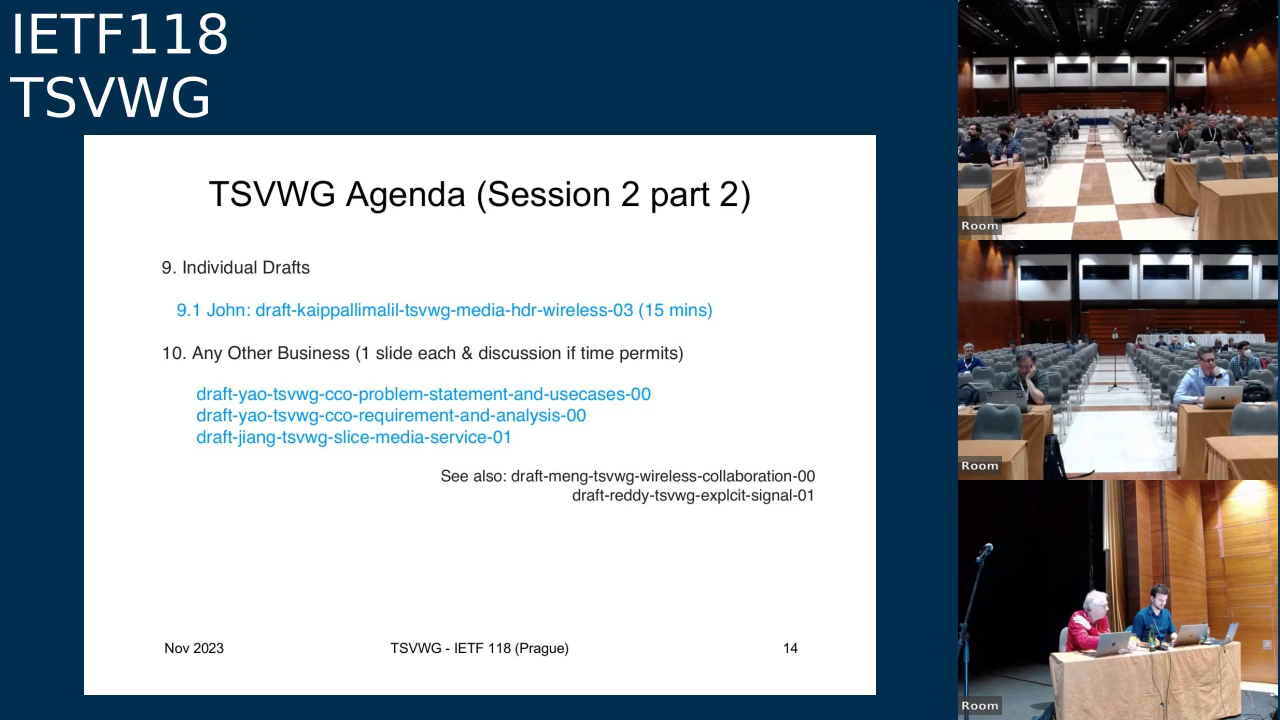 IETF118
TSVWG
TSVWG Agenda (Session 2 part 2)
9. Individual Drafts
9.1 John: draft-kaippallimalil-tsvwg-media-hdr-wireless-03 (15 mins)
10. Any Other Business (1 slide each & discussion if time permits)
draft-yao-tsvwg-cco-problem-statement-and-usecases-00
draft-yao-tsvwg-cco-requirement-and-analysis-00
draft-jiang-tsvwg-slice-media-service-01
See also: draft-meng-tsvwg-wireless-collaboration-00
draft-reddy-tsvwg-explcit-signal-01
Nov 2023
TSVWG - IETF 118 (Prague)
14
Room
Room
Room